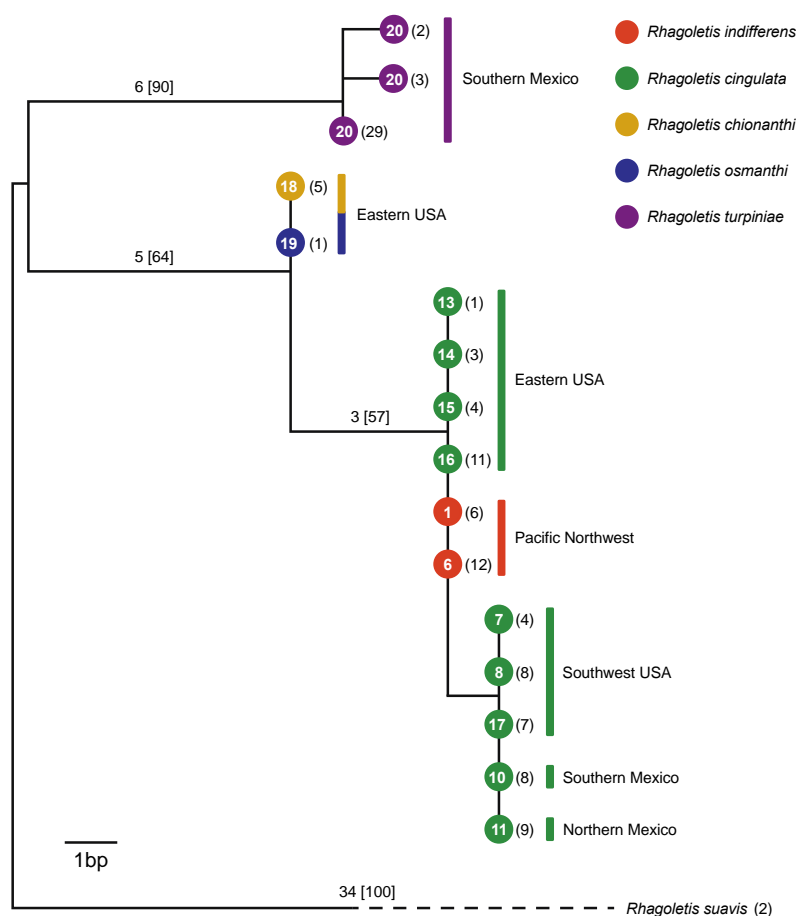 20 (2)
20 (3)
20 (29)
Southern Mexico
6 [90]
18 (5)
19 (1)
Eastern USA
5 [64]
13 (1)
14 (3)
15 (4)
16 (11)
Eastern USA
3 [57]
1 (6)
6 (12)
Pacific Northwest
7 (4)
8 (8)
17 (7)
Southwest USA
10 (8)
Southern Mexico
11 (9)
Northern Mexico
1bp
34 [100]
Rhagoletis suavis (2)
Rhagoletis indifferens
Rhagoletis cingulata
Rhagoletis chionanthi
Rhagoletis osmanthi
Rhagoletis turpiniae